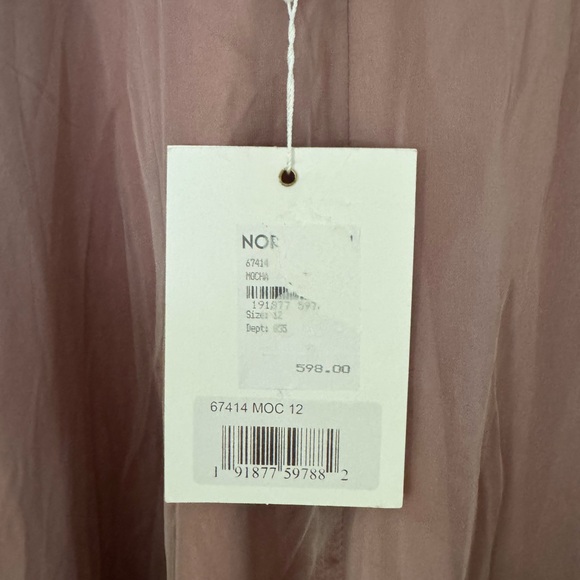 NOR
67414
MOCHA
191877 597
Size: 12
Dept: 835
598.00
67414 MOC 12
1 91877 59788 2